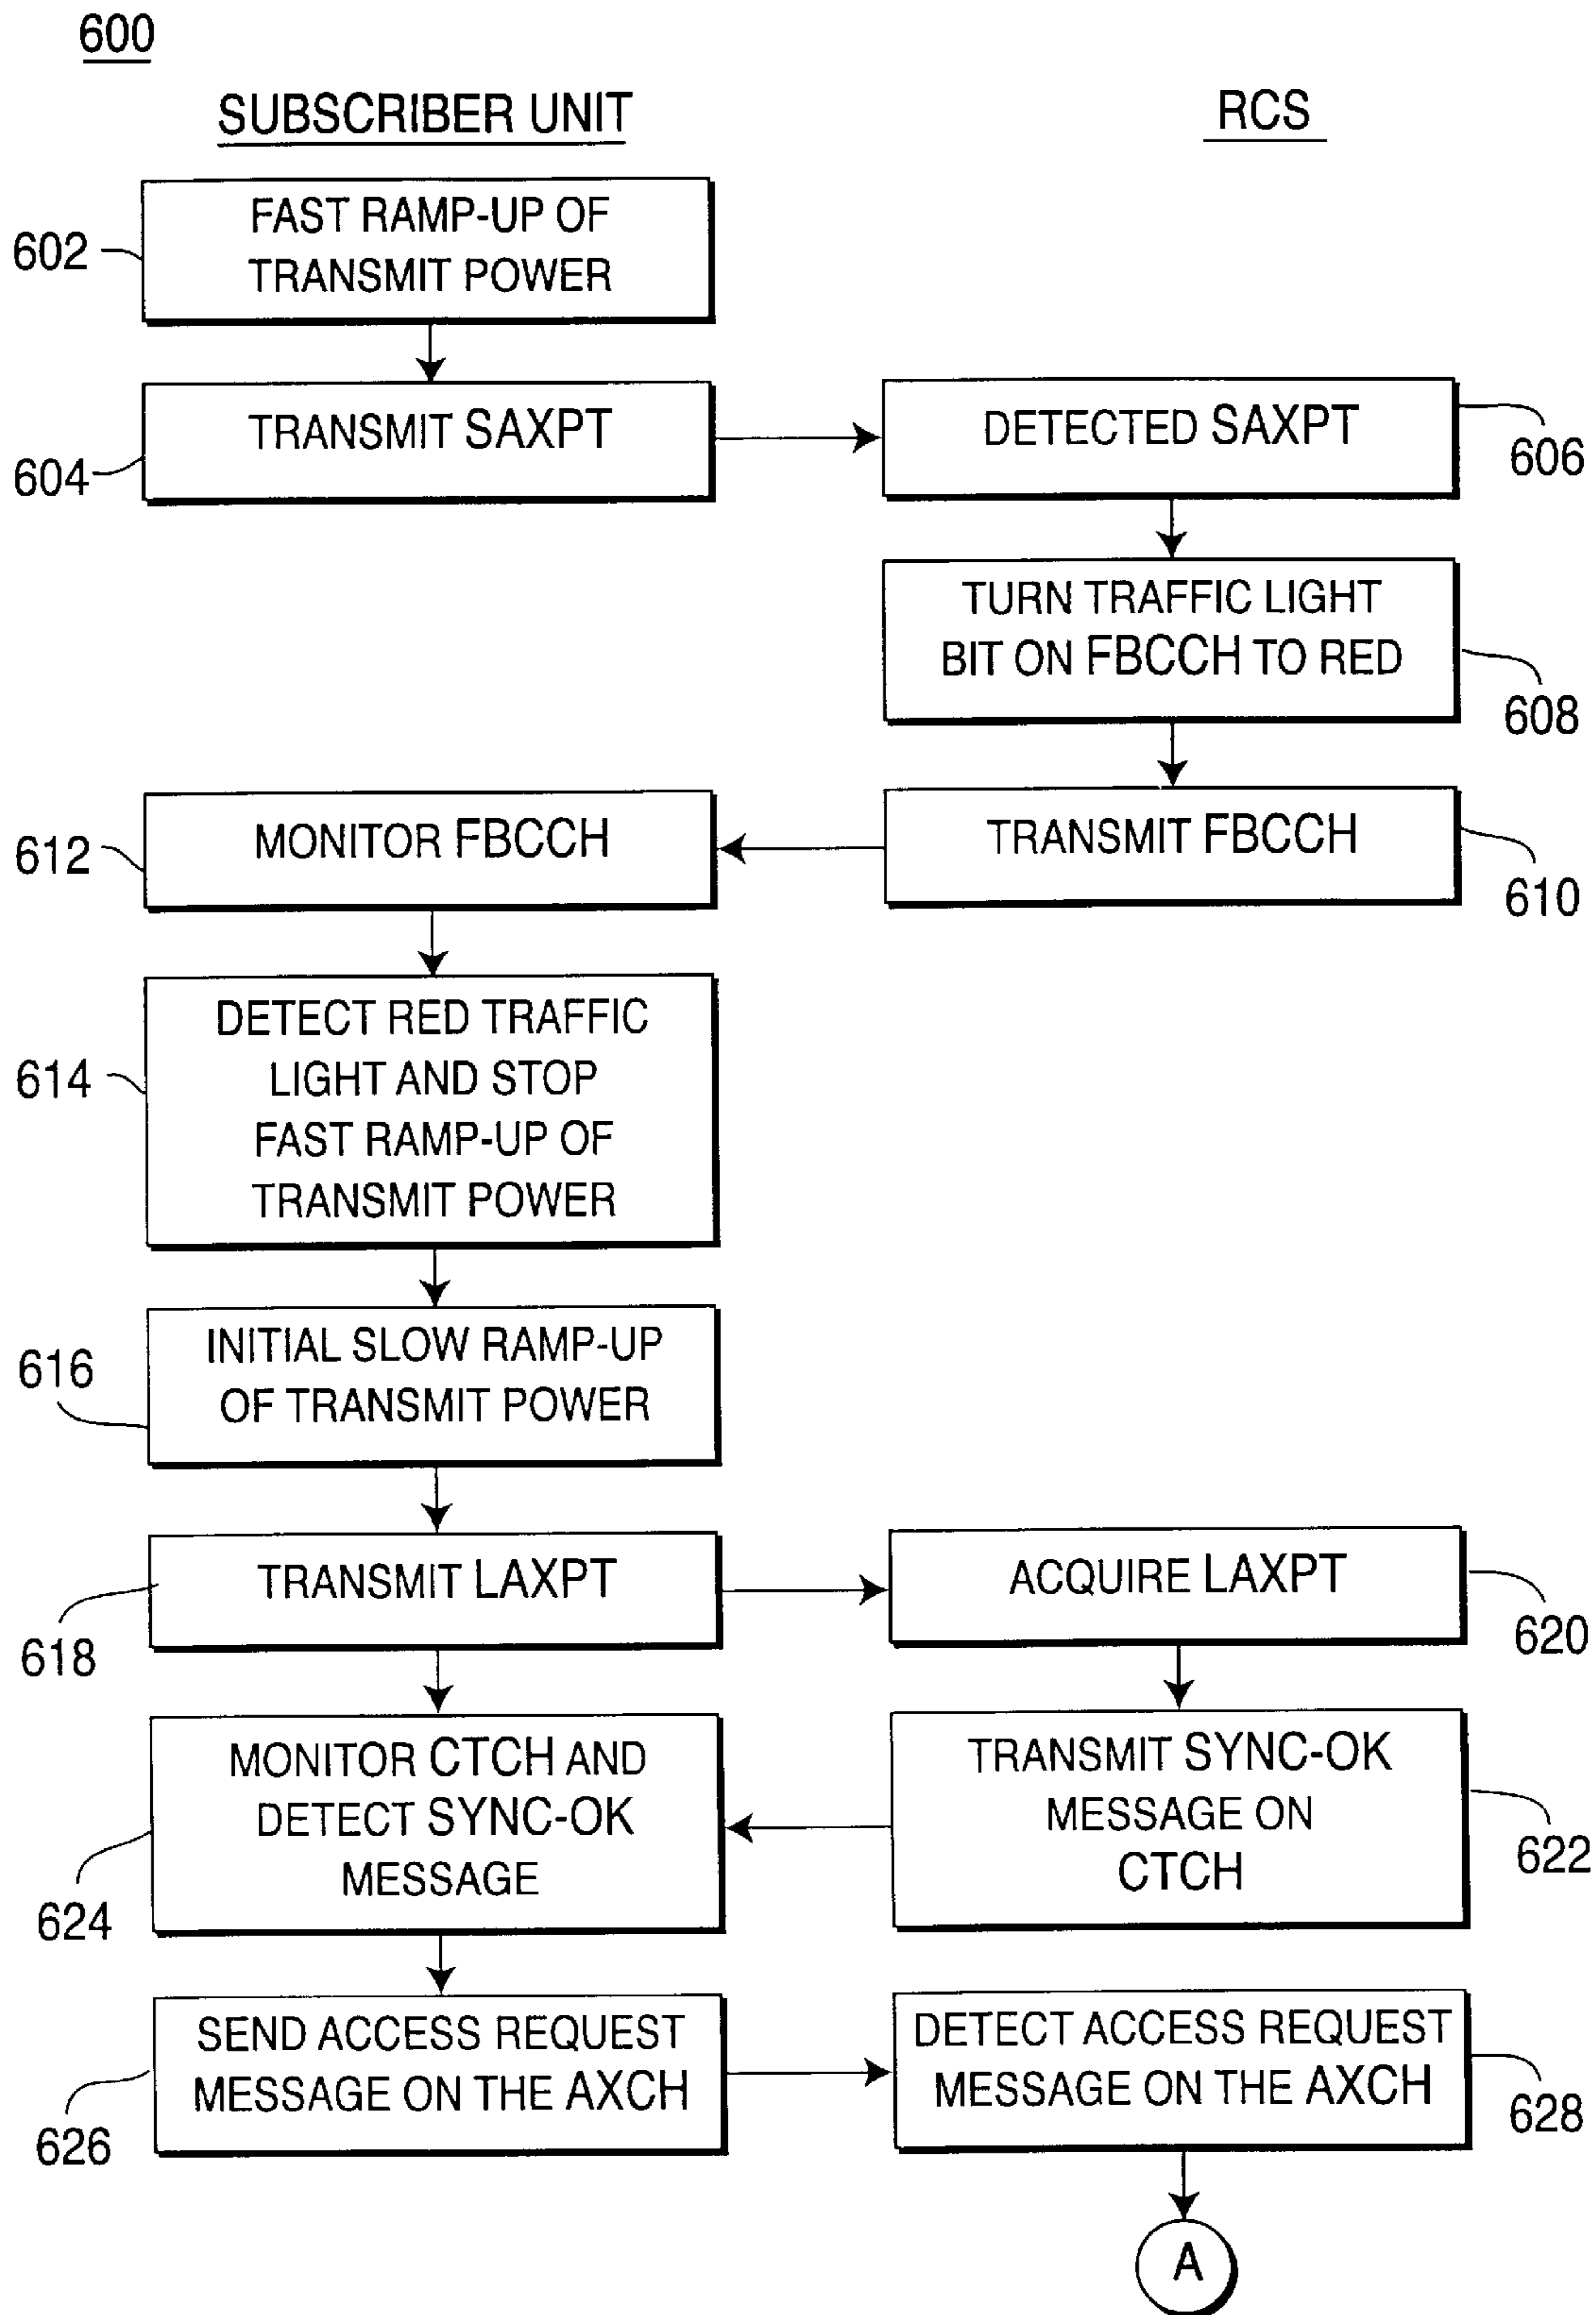 600
SUBSCRIBER UNIT
RCS
FAST RAMP-UP OF
TRANSMIT POWER
602
TRANSMIT SAXPT
604
DETECTED SAXPT
606
TURN TRAFFIC LIGHT
BIT ON FBCCH TO RED
608
TRANSMIT FBCCH
610
MONITOR FBCCH
612
DETECT RED TRAFFIC
LIGHT AND STOP
FAST RAMP-UP OF
TRANSMIT POWER
614
INITIAL SLOW RAMP-UP
OF TRANSMIT POWER
616
TRANSMIT LAXPT
618
ACQUIRE LAXPT
620
TRANSMIT SYNC-OK
MESSAGE ON
CTCH
622
MONITOR CTCH AND
DETECT SYNC-OK
MESSAGE
624
SEND ACCESS REQUEST
MESSAGE ON THE AXCH
626
DETECT ACCESS REQUEST
MESSAGE ON THE AXCH
628
A